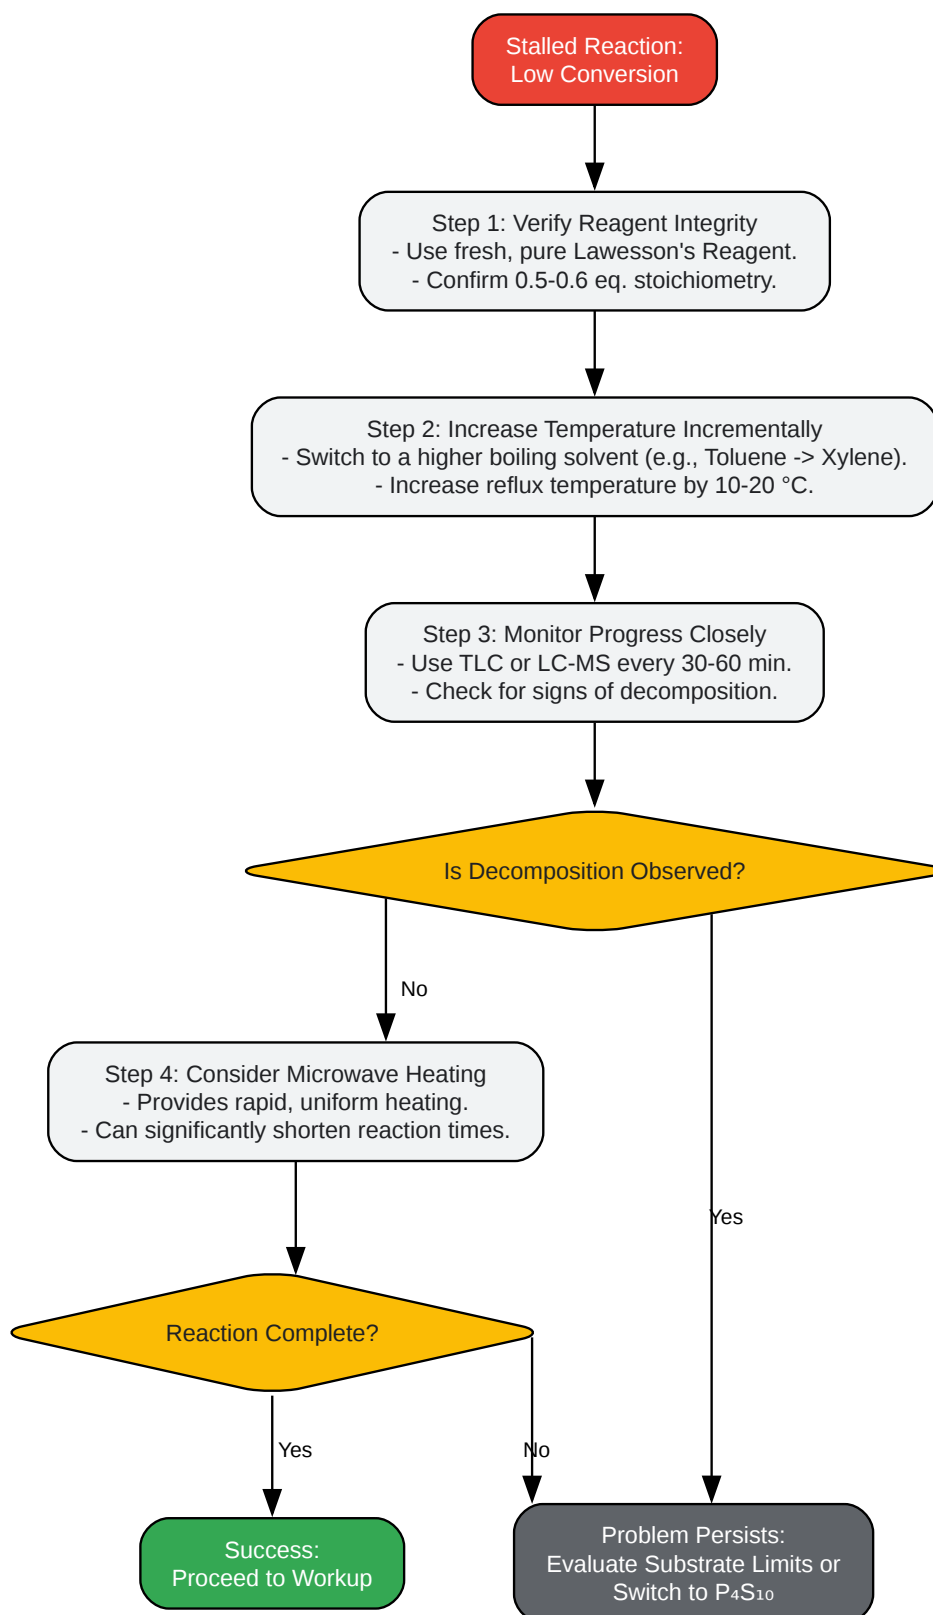 Stalled Reaction:
Low Conversion
Step 1: Verify Reagent Integrity
- Use fresh, pure Lawesson's Reagent.
- Confirm 0.5-0.6 eq. stoichiometry.
Step 2: Increase Temperature Incrementally
- Switch to a higher boiling solvent (e.g., Toluene -> Xylene).
- Increase reflux temperature by 10-20 °C.
Step 3: Monitor Progress Closely
- Use TLC or LC-MS every 30-60 min.
- Check for signs of decomposition.
Is Decomposition Observed?
No
Step 4: Consider Microwave Heating
- Provides rapid, uniform heating.
- Can significantly shorten reaction times.
Yes
Reaction Complete?
Yes
No
Success:
Proceed to Workup
Problem Persists:
Evaluate Substrate Limits or
Switch to P₄S₁₀